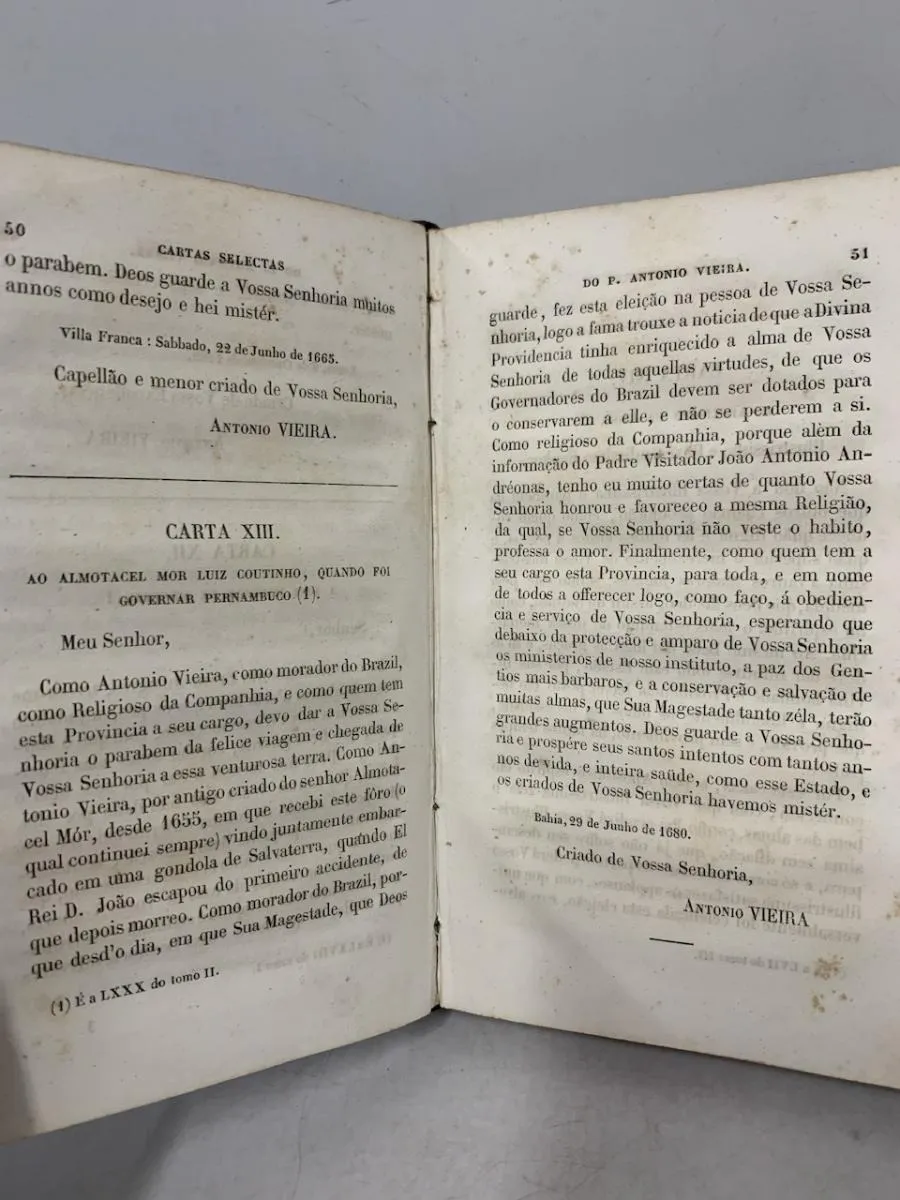 50
CARTAS SELECTAS
o parabem. Deos guarde a Vossa Senhoria muitos
annos como desejo e hei mistér.
Villa Franca : Sabbado, 22 de Junho de 1665.
Capellão e menor criado de Vossa Senhoria,
ANTONIO VIEIRA.
CARTA XIII.
AO ALMOTACEL MOR LUIZ COUTINHO, QUANDO FOI
GOVERNAR PERNAMBUCO (1).
Meu Senhor,
Como Antonio Vieira, como morador do Brazil,
como Religioso da Companhia, e como quem tem
esta Provincia a seu cargo, devo dar a Vossa Se-
nhoria o parabem da felice viagem e chegada de
Vossa Senhoria a essa venturosa terra. Como An-
tonio Vieira, por antigo criado do senhor Almota-
cel Mór, desde 1655, em que recebi este fôro (o
qual continuei sempre) vindo juntamente embar-
cado em uma gondola de Salvaterra, quando El
Rei D. João escapou do primeiro accidente, de
que depois morreo. Como morador do Brazil, por-
que desd'o dia, em que Sua Magestade, que Deos
(1) É a LXXX do tomo II.
51
DO P. ANTONIO VIEIRA.
guarde, fez esta eleição na pessoa de Vossa Se-
nhoria, logo a fama trouxe a noticia de que a Divina
Providencia tinha enriquecido a alma de Vossa
Senhoria de todas aquellas virtudes, de que os
Governadores do Brazil devem ser dotados para
o conservarem a elle, e não se perderem a si.
Como religioso da Companhia, porque além da
informação do Padre Visitador João Antonio An-
dréonas, tenho eu muito certas de quanto Vossa
Senhoria honrou e favoreceo a mesma Religião,
da qual, se Vossa Senhoria não veste o habito,
professa o amor. Finalmente, como quem tem a
seu cargo esta Provincia, para toda, e em nome
de todos a offerecer logo, como faço, á obedien-
cia e serviço de Vossa Senhoria, esperando que
debaixo da protecção e amparo de Vossa Senhoria
os ministerios de nosso instituto, a paz dos Gen-
tios mais barbaros, e a conservação e salvação de
muitas almas, que Sua Magestade tanto zéla, terão
grandes augmentos. Deos guarde a Vossa Senho-
ria e prospére seus santos intentos com tantos an-
nos de vida, e inteira saúde, como esse Estado, e
os criados de Vossa Senhoria havemos mistér.
Bahia, 29 de Junho de 1680.
Criado de Vossa Senhoria,
ANTONIO VIEIRA